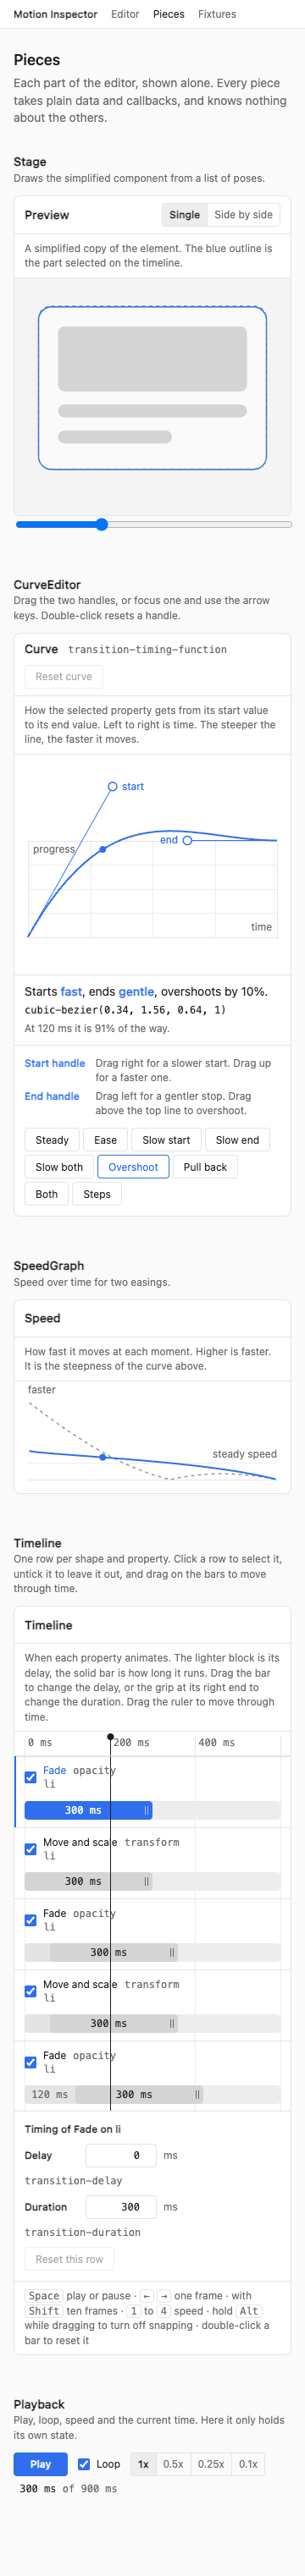 Motion Inspector Editor Pieces Fixtures
Pieces
Each part of the editor, shown alone. Every piece
takes plain data and callbacks, and knows nothing
about the others.
Stage
Draws the simplified component from a list of poses.
Preview Single Side by side
A simplified copy of the element. The blue outline is
the part selected on the timeline.
CurveEditor
Drag the two handles, or focus one and use the arrow
keys. Double-click resets a handle.
Curve transition-timing-function
Reset curve
How the selected property gets from its start value
to its end value. Left to right is time. The steeper the
line, the faster it moves.
start
end
progress
time
Starts fast, ends gentle, overshoots by 10%.
cubic-bezier(0.34, 1.56, 0.64, 1)
At 120 ms it is 91% of the way.
Start handle Drag right for a slower start. Drag up
for a faster one.
End handle Drag left for a gentler stop. Drag
above the top line to overshoot.
Steady Ease Slow start Slow end
Slow both Overshoot Pull back
Both Steps
SpeedGraph
Speed over time for two easings.
Speed
How fast it moves at each moment. Higher is faster.
It is the steepness of the curve above.
faster
steady speed
Timeline
One row per shape and property. Click a row to select it,
untick it to leave it out, and drag on the bars to move
through time.
Timeline
When each property animates. The lighter block is its
delay, the solid bar is how long it runs. Drag the bar
to change the delay, or the grip at its right end to
change the duration. Drag the ruler to move through
time.
0 ms 200 ms 400 ms
Fade opacity
li
300 ms
Move and scale transform
li
300 ms
Fade opacity
li
300 ms
Move and scale transform
li
300 ms
Fade opacity
li
120 ms 300 ms
Timing of Fade on li
Delay 0 ms
transition-delay
Duration 300 ms
transition-duration
Reset this row
Space play or pause · ← → one frame · with
Shift ten frames · 1 to 4 speed · hold Alt
while dragging to turn off snapping · double-click a
bar to reset it
Playback
Play, loop, speed and the current time. Here it only holds
its own state.
Play Loop 1x 0.5x 0.25x 0.1x
300 ms of 900 ms